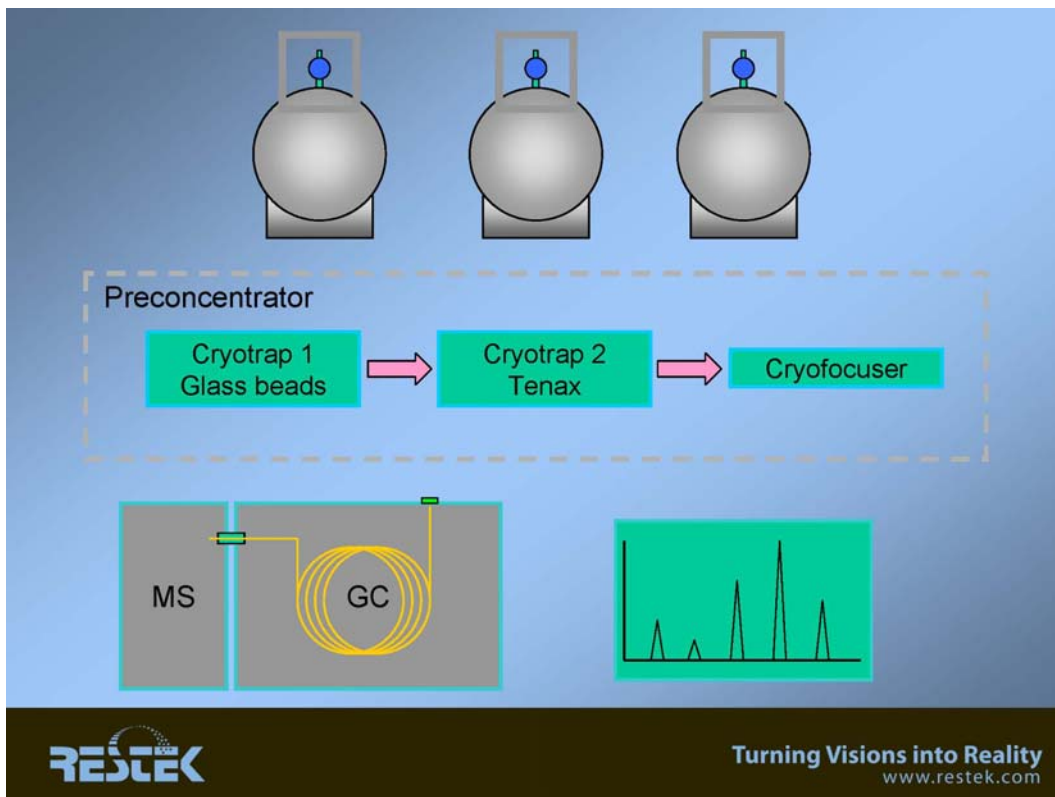 Preconcentrator
Cryotrap 1
Glass beads
Cryotrap 2
Tenax
Cryofocuser
MS
GC
RESTEK
Turning Visions into Reality
www.restek.com